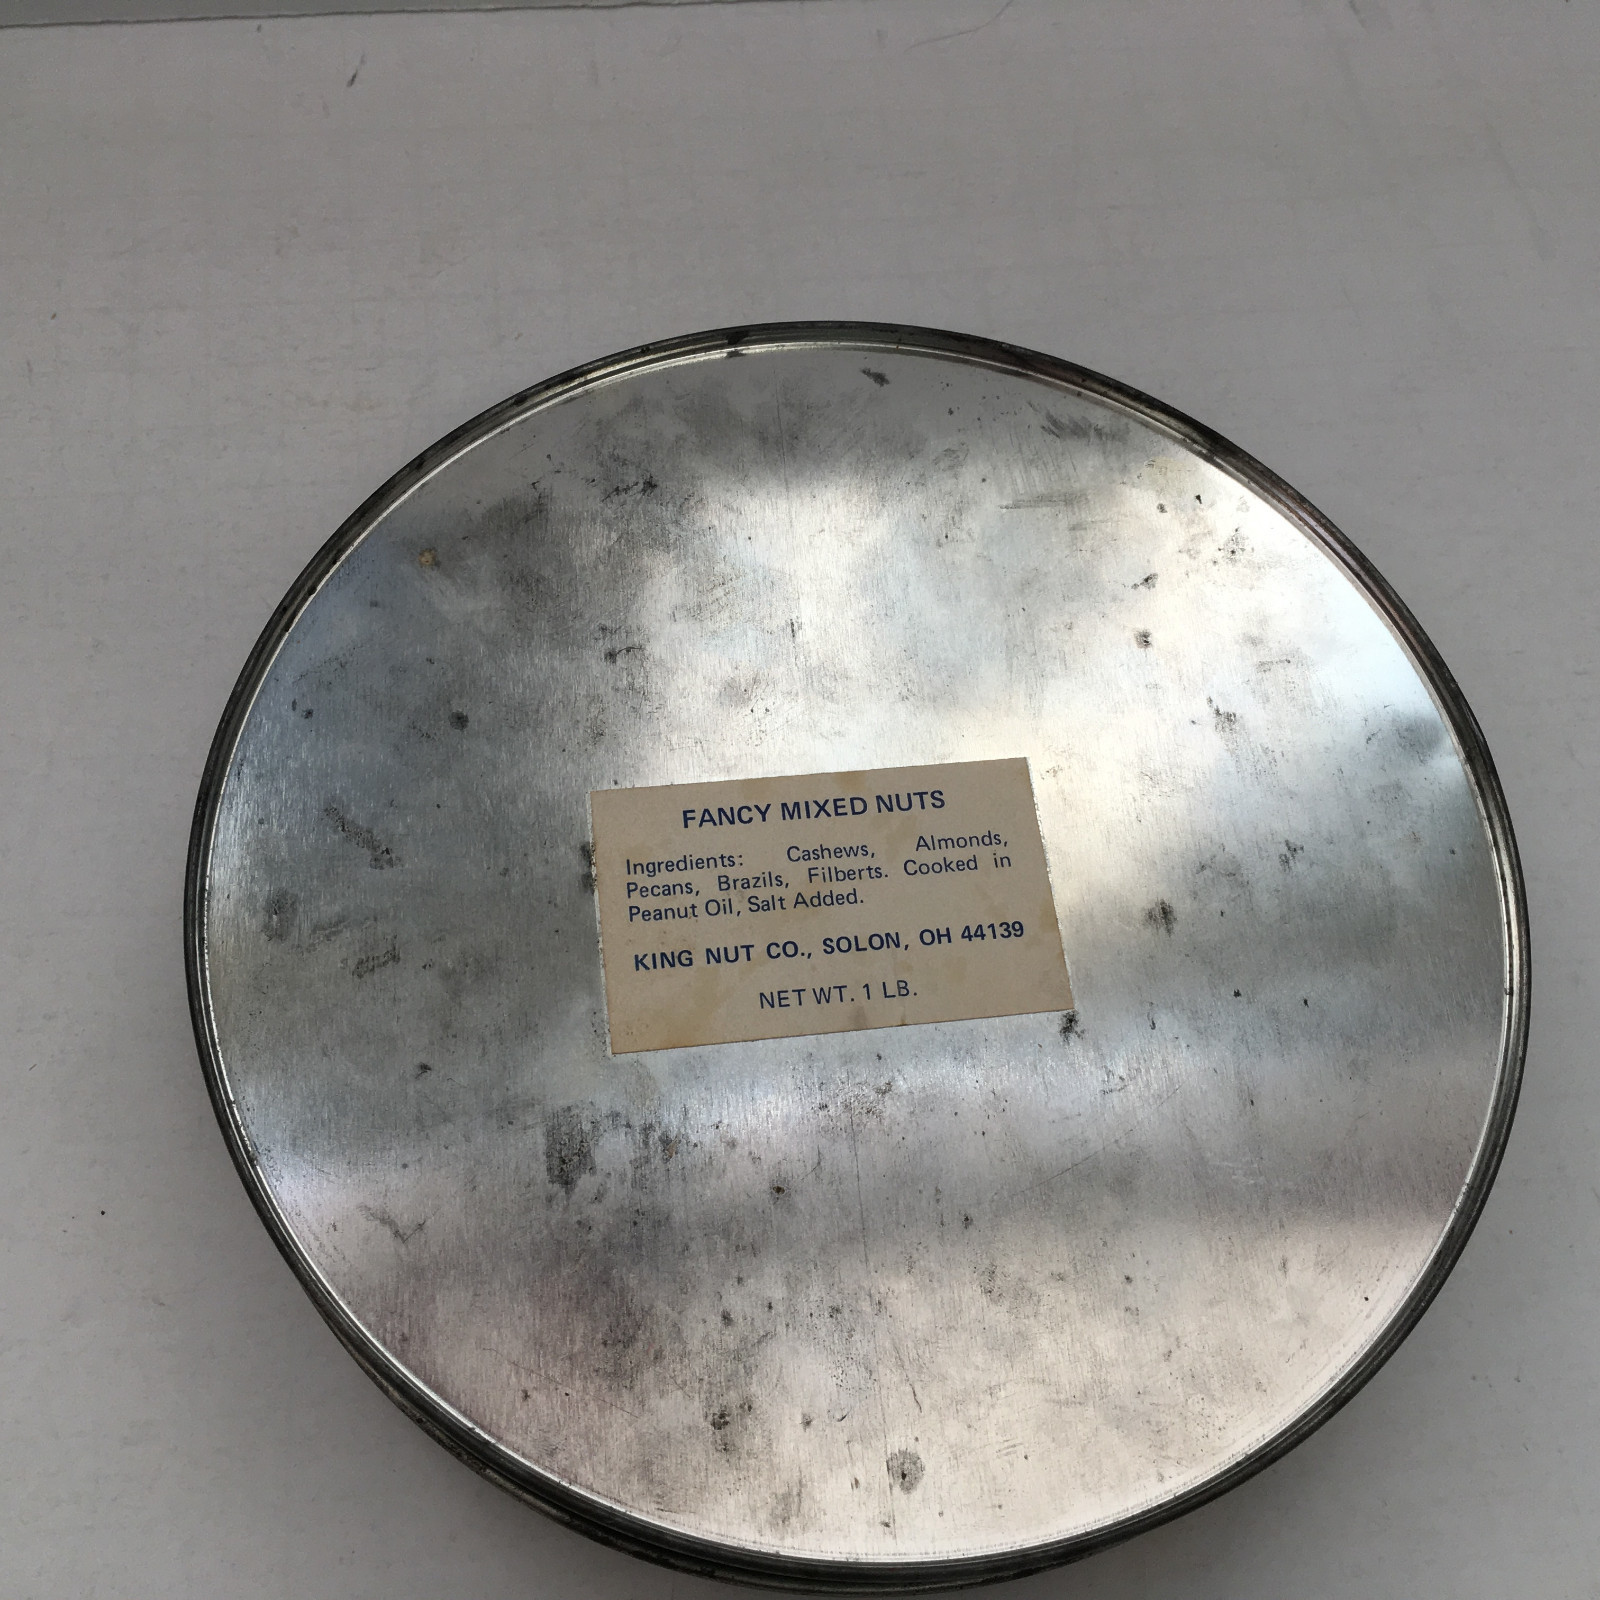 FANCY MIXED NUTS
Ingredients: Cashews, Almonds,
Pecans, Brazils, Filberts. Cooked in
Peanut Oil, Salt Added.
KING NUT CO., SOLON, OH 44139
NET WT. 1 LB.